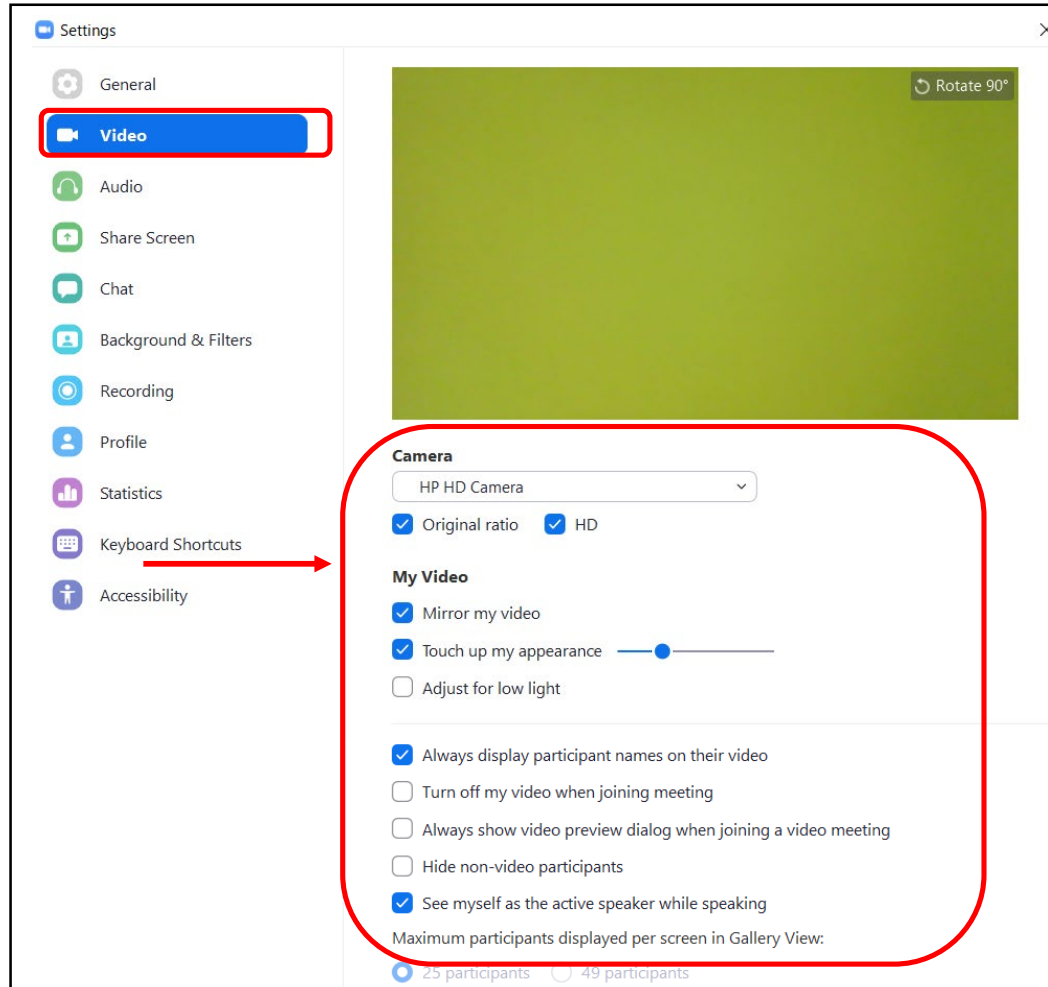 Settings
General
Video
Audio
Share Screen
Chat
Background & Filters
Recording
Profile
Statistics
Keyboard Shortcuts
Accessibility
Rotate 90°
Camera
HP HD Camera
Original ratio HD
My Video
Mirror my video
Touch up my appearance
Adjust for low light
Always display participant names on their video
Turn off my video when joining meeting
Always show video preview dialog when joining a video meeting
Hide non-video participants
See myself as the active speaker while speaking
Maximum participants displayed per screen in Gallery View:
25 participants 49 participants